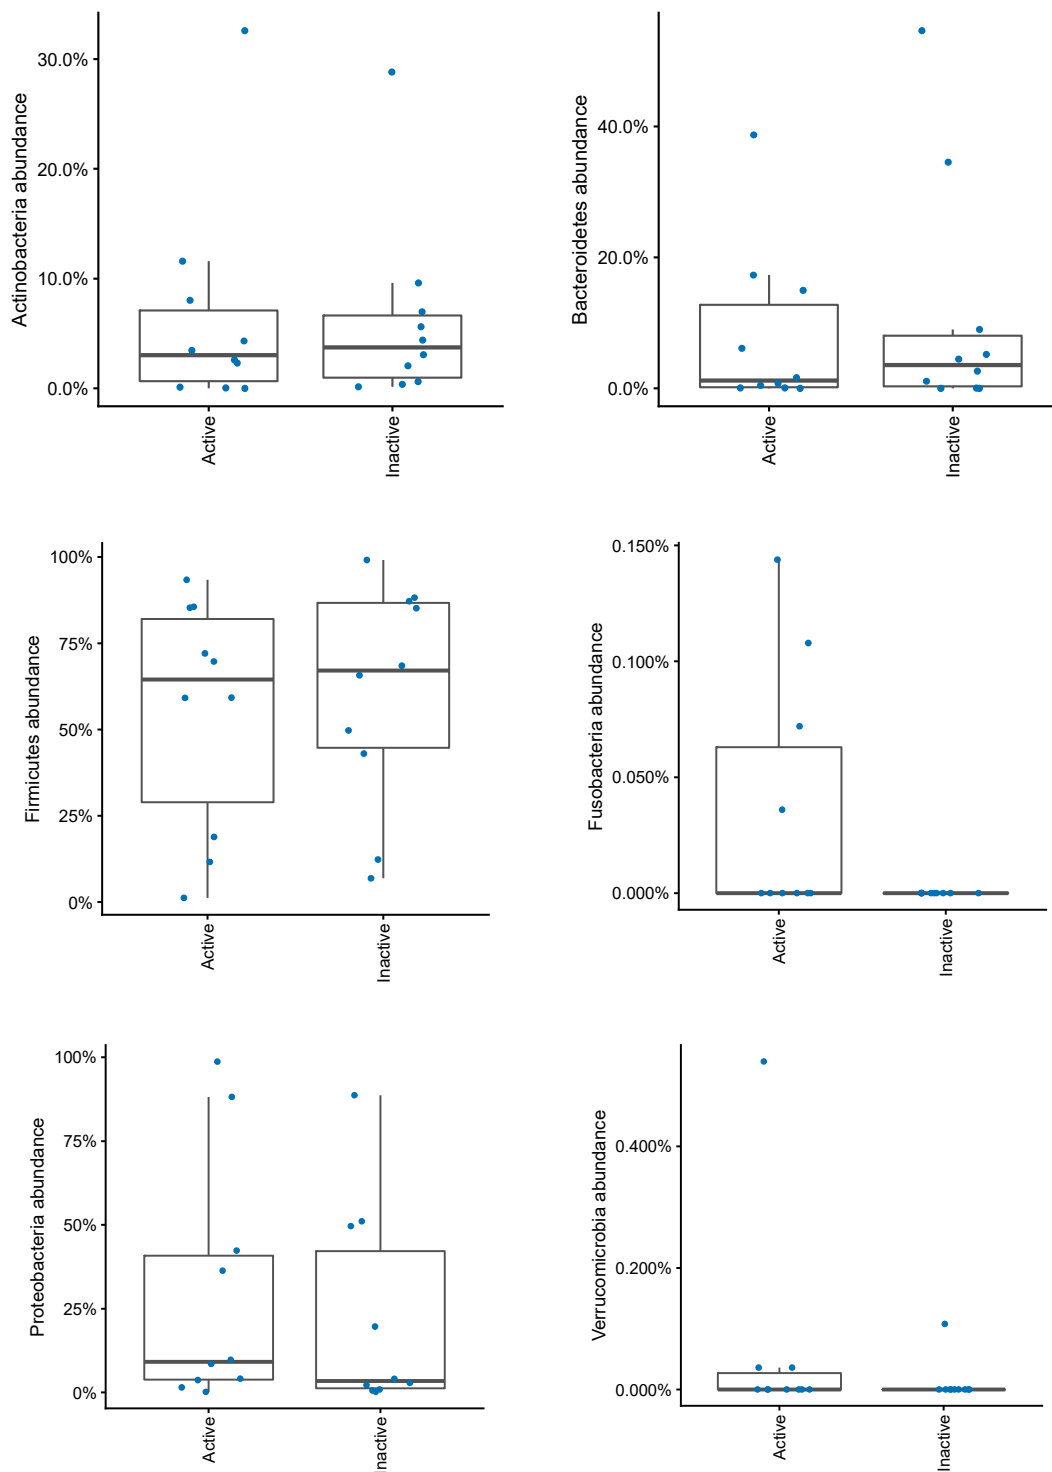 Actinobacteria abundance
30.0%
20.0%
10.0%
0.0%
Active
Inactive
Bacteroidetes abundance
40.0%
20.0%
0.0%
Active
Inactive
Firmicutes abundance
100%
75%
50%
25%
0%
Active
Inactive
Fusobacteria abundance
0.150%
0.100%
0.050%
0.000%
Active
Inactive
Proteobacteria abundance
100%
75%
50%
25%
0%
Active
Inactive
Verrucomicrobia abundance
0.400%
0.200%
0.000%
Active
Inactive